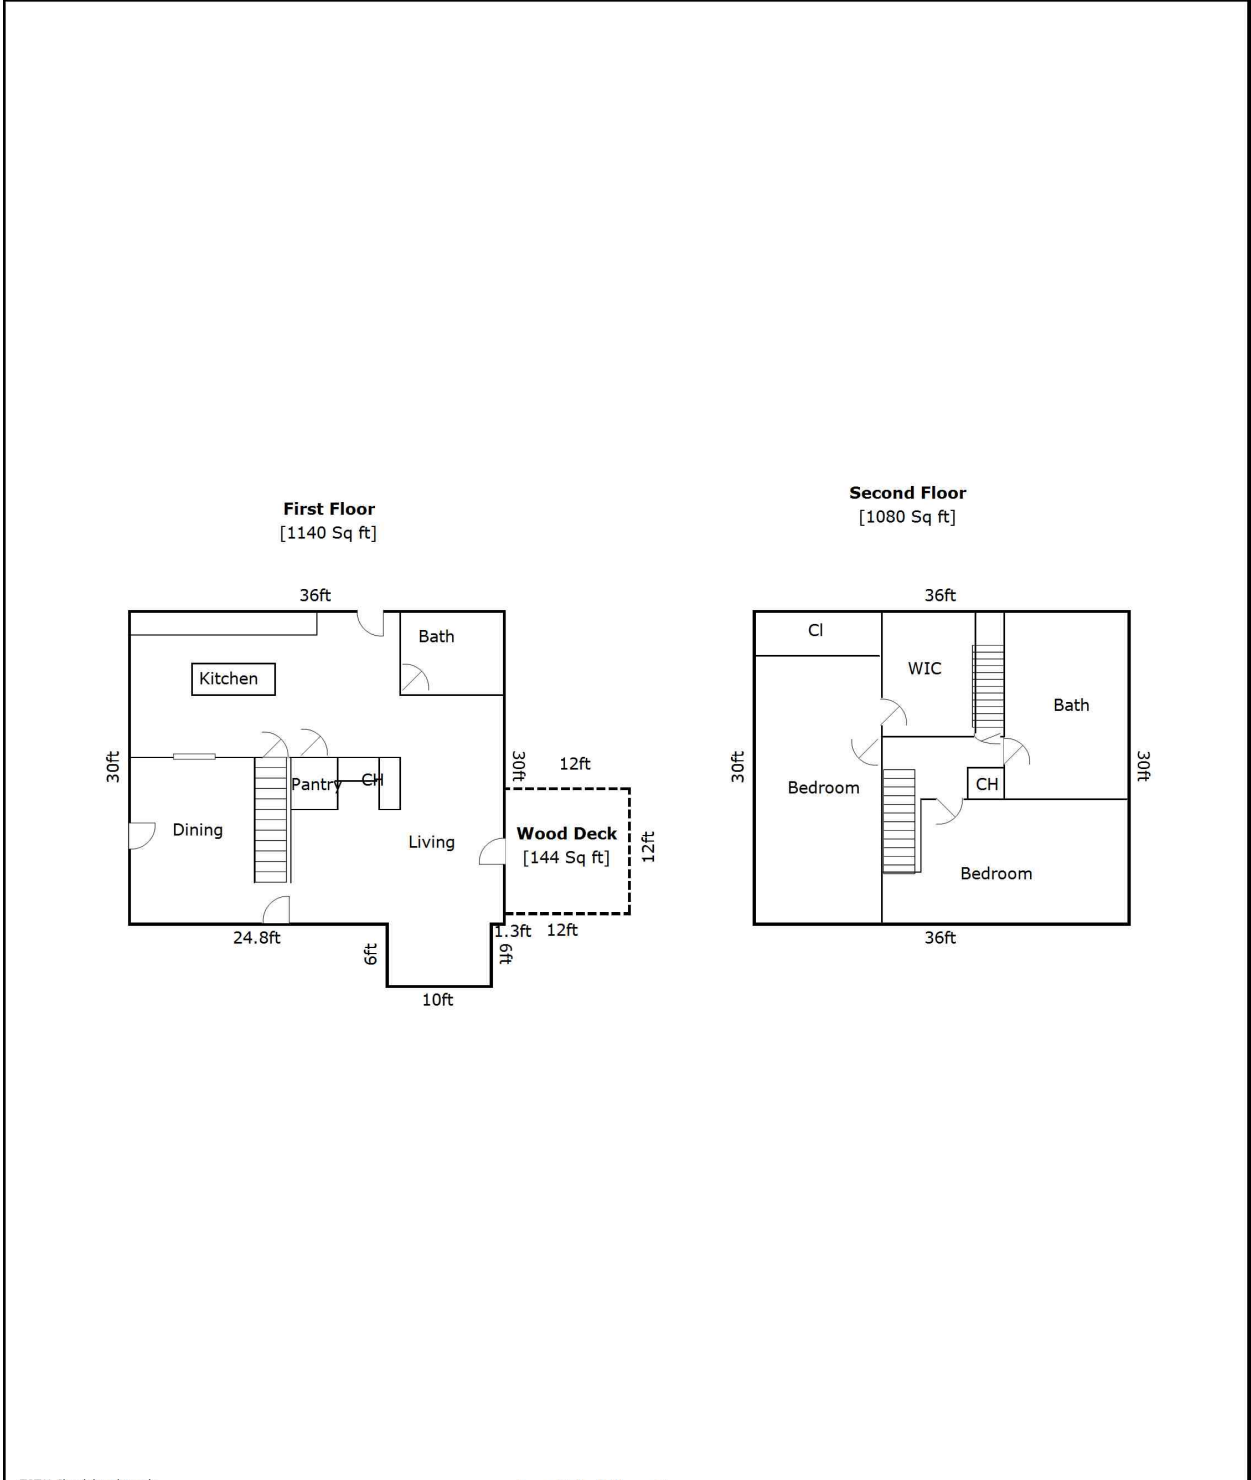 First Floor
[1140 Sq ft]
36ft
Bath
Kitchen
30ft
30ft
Pantry
CH
Dining
Living
12ft
Wood Deck
[144 Sq ft]
12ft
24.8ft
1.3ft
12ft
6ft
6ft
10ft
Second Floor
[1080 Sq ft]
36ft
Cl
WIC
Bath
30ft
30ft
Bedroom
CH
Bedroom
36ft